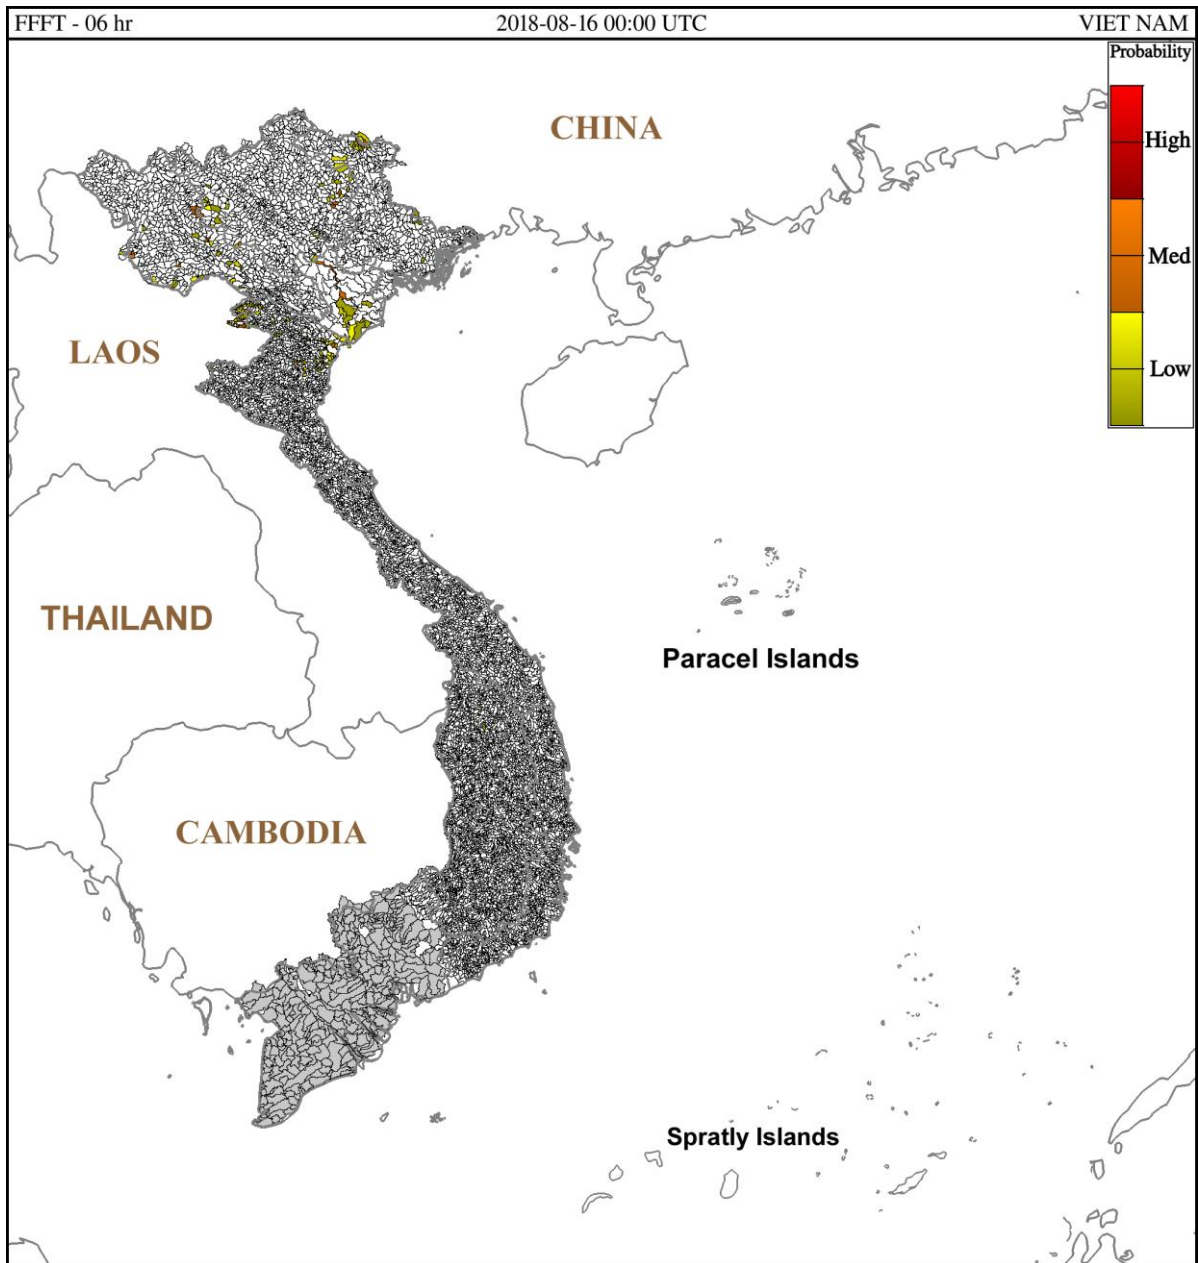 FFFT - 06 hr 2018-08-16 00:00 UTC VIET NAM
Probability
High
Med
Low
CHINA
LAOS
THAILAND
Paracel Islands
CAMBODIA
Spratly Islands